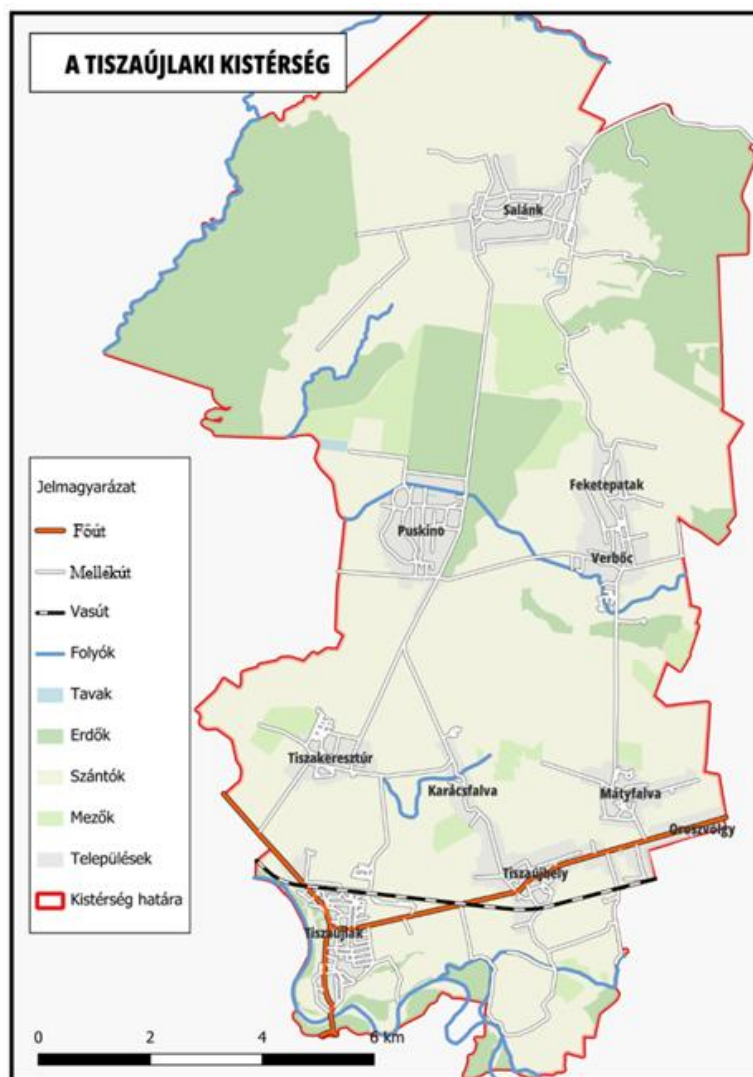 A TISZAÚJLAKI KISTÉRSÉG
Salánk
Feketepatak
Puskinó
Verbőc
Tiszakeresztúr
Karácsfalva
Mátyfalva
Oroszvölgy
Tiszaújhely
Tiszaújlak
Jelmagyarázat
Főút
Mellékút
Vasút
Folyók
Tavak
Erdők
Szántók
Mezők
Települések
Kistérség határa
0 2 4 6 km